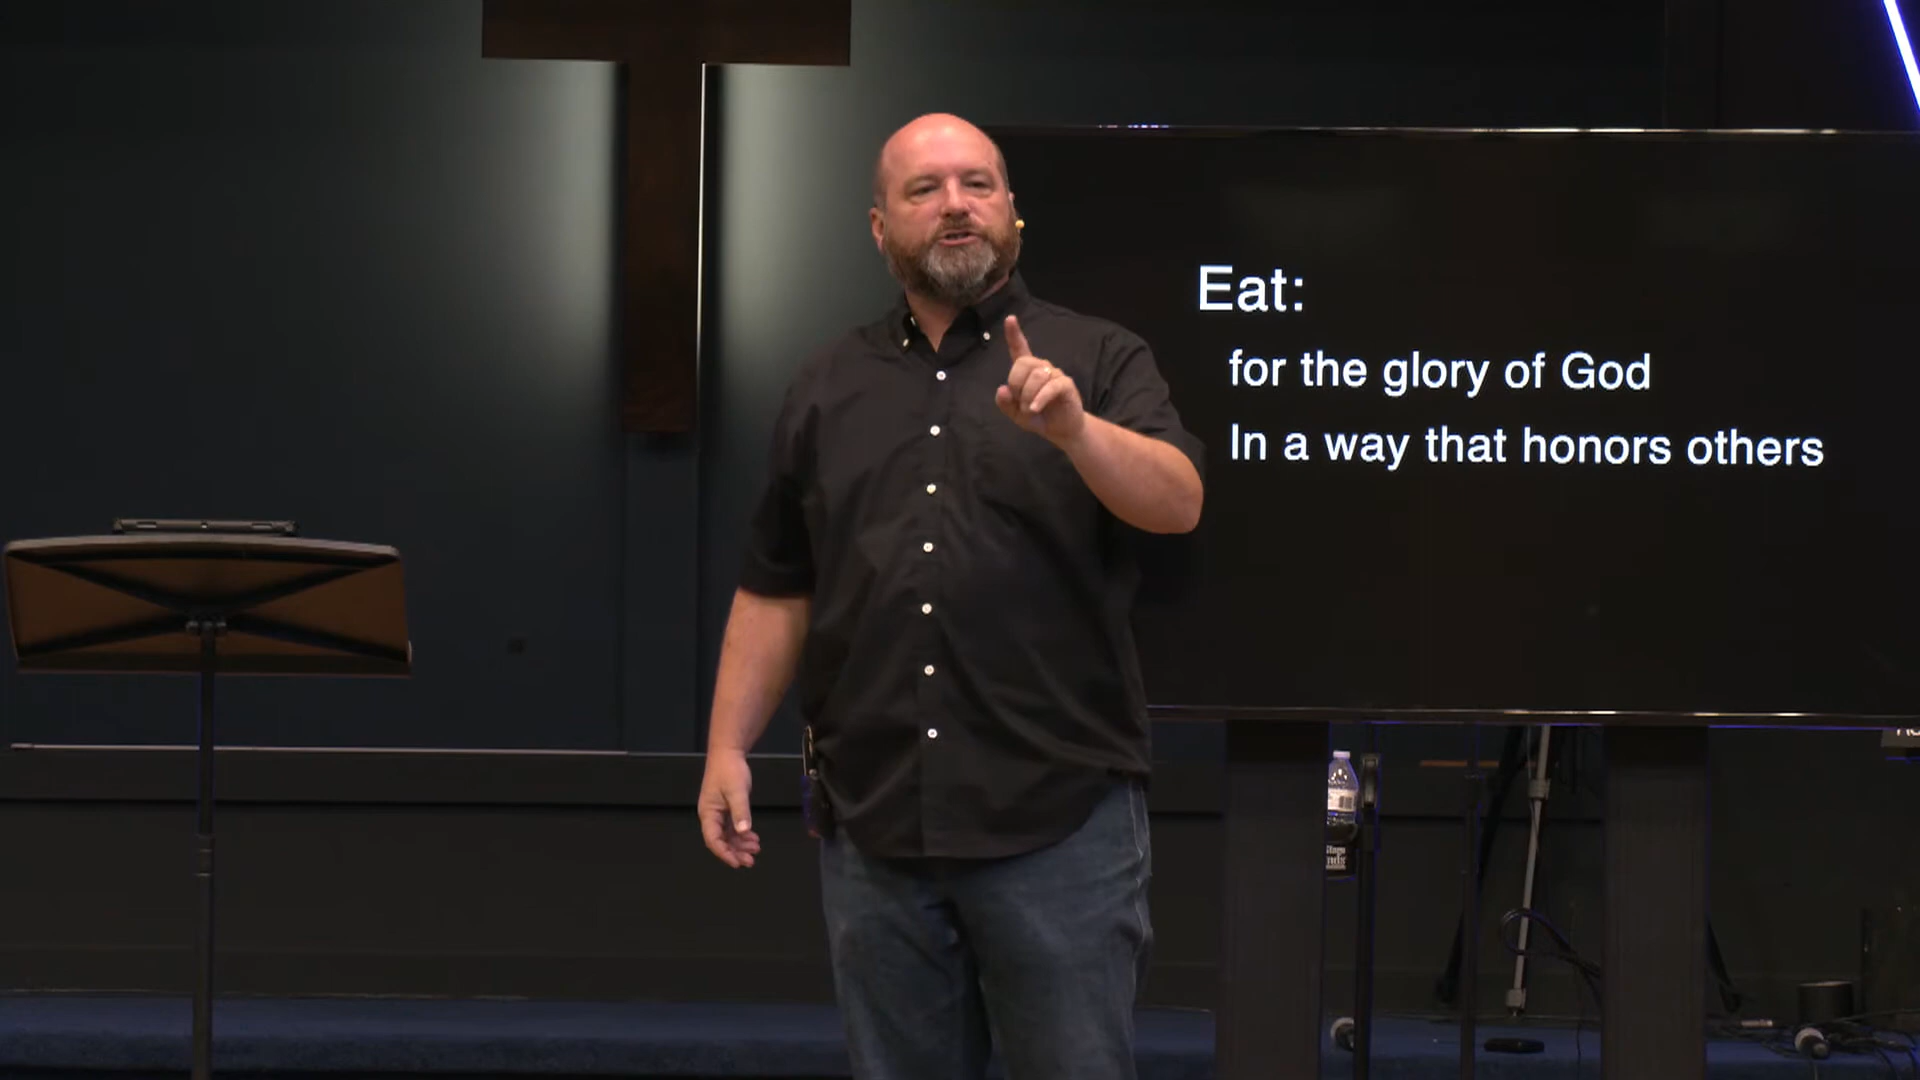 Eat:
for the glory of God
In a way that honors others